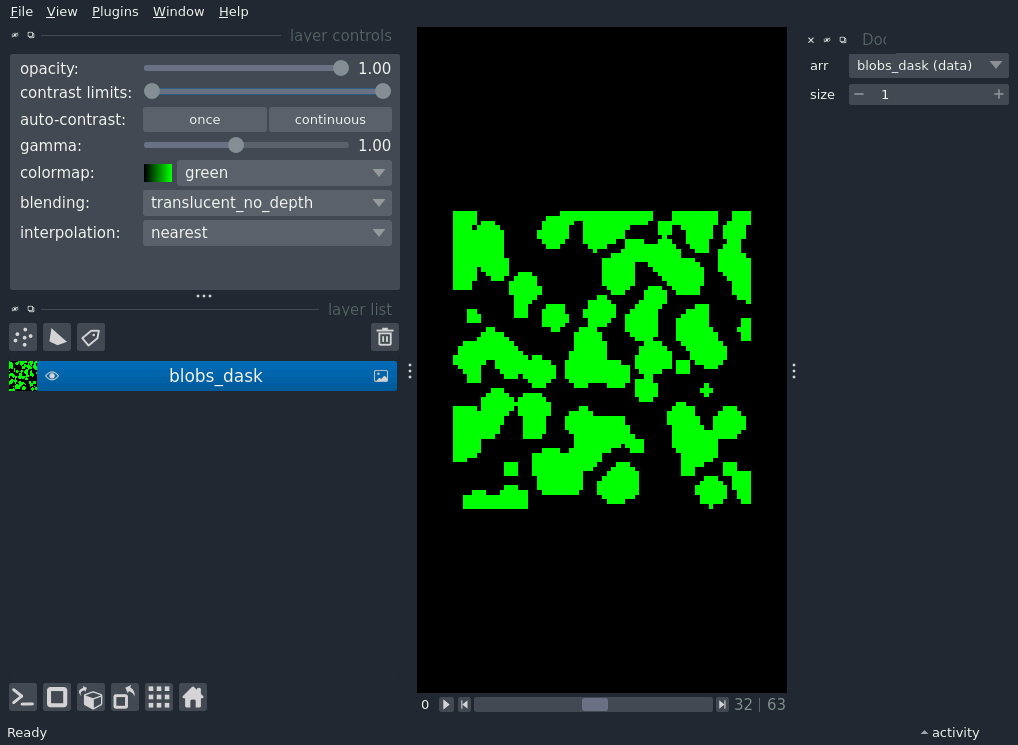 File View Plugins Window Help
layer controls
opacity: 1.00
contrast limits:
auto-contrast: once continuous
gamma: 1.00
colormap: green
blending: translucent_no_depth
interpolation: nearest
layer list
blobs_dask
0 32 | 63
Ready
arr blobs_dask (data)
size 1
activity